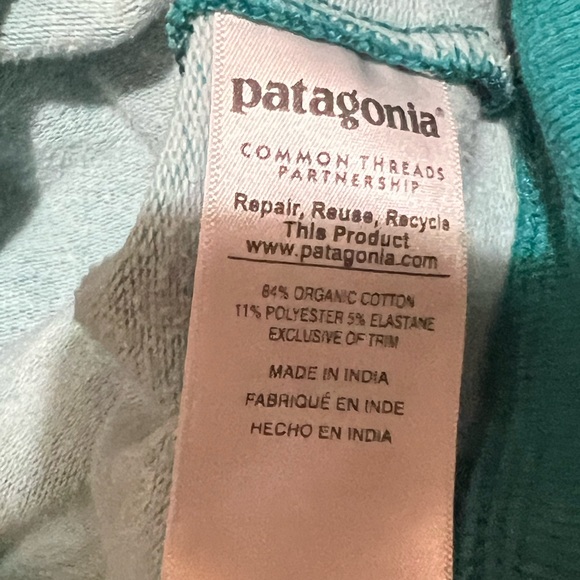 patagonia®
COMMON THREADS
PARTNERSHIP
Repair, Reuse, Recycle
This Product
www.patagonia.com
84% ORGANIC COTTON
11% POLYESTER 5% ELASTANE
EXCLUSIVE OF TRIM
MADE IN INDIA
FABRIQUÉ EN INDE
HECHO EN INDIA